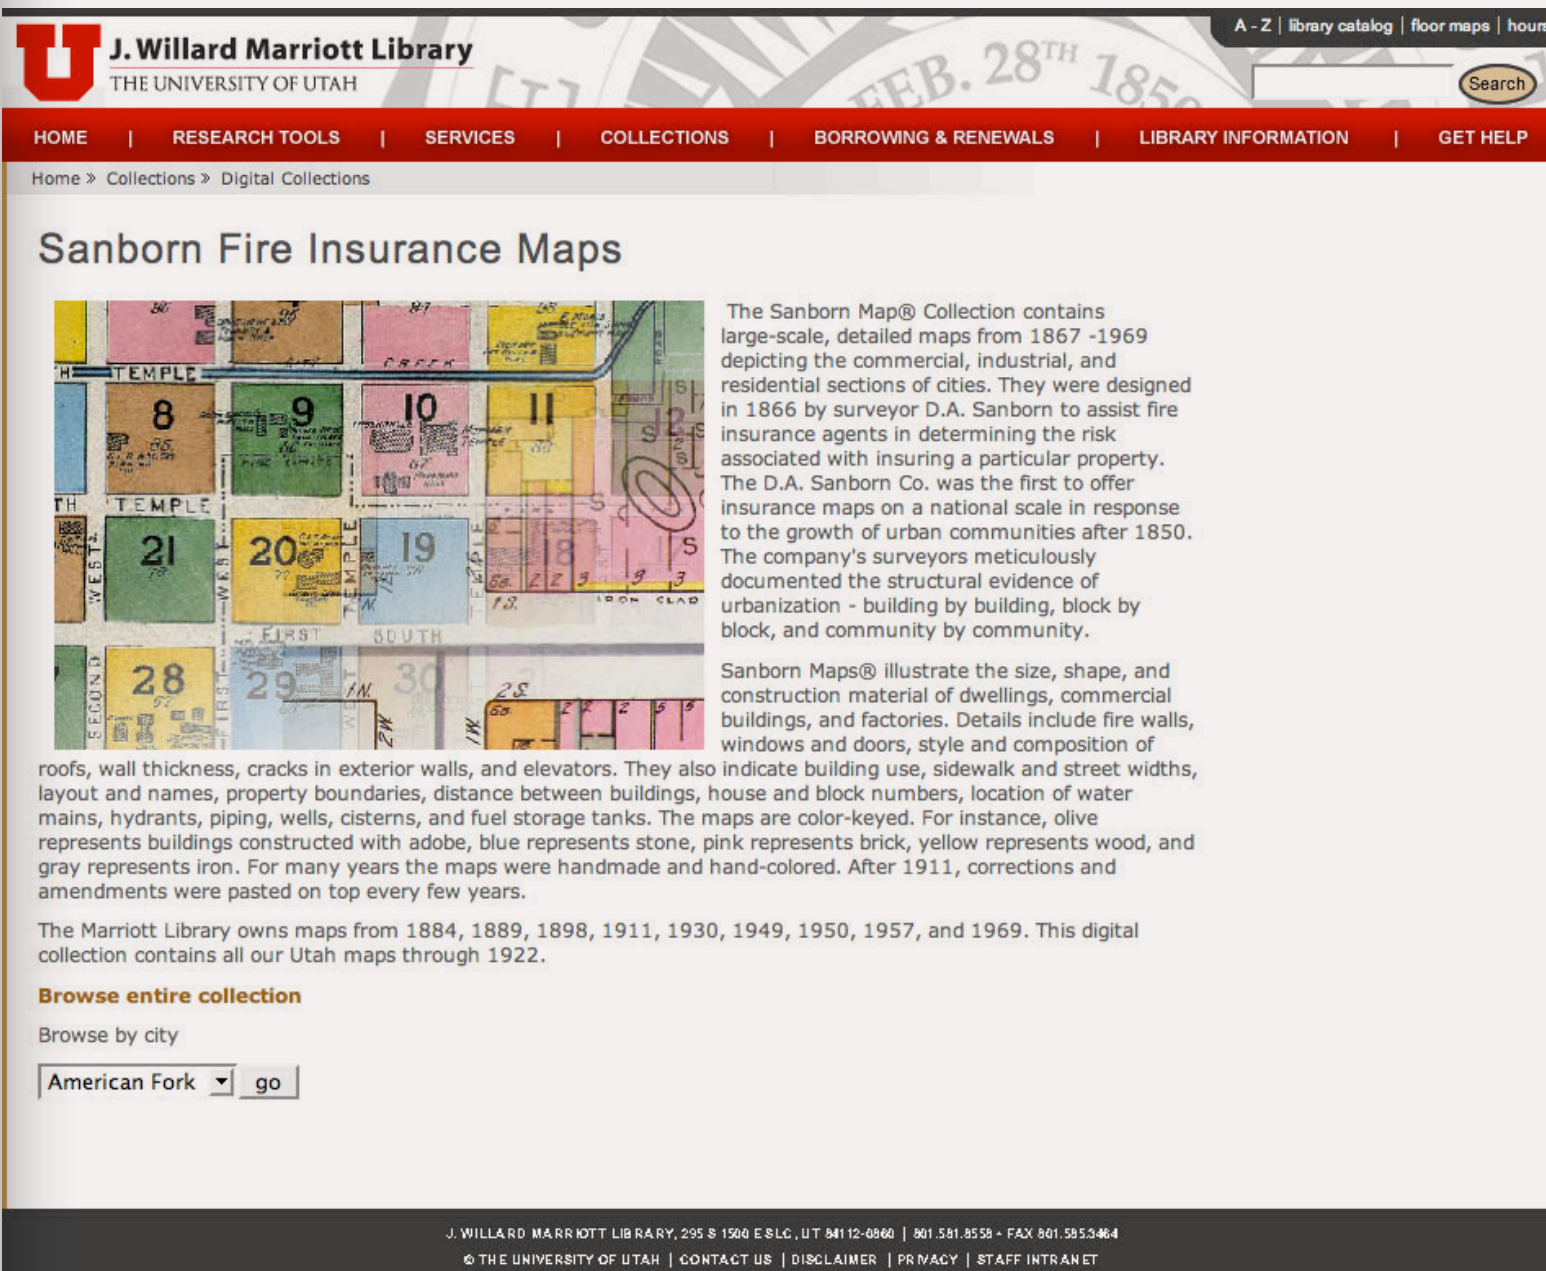 A - Z | library catalog | floor maps | hours
J. Willard Marriott Library
THE UNIVERSITY OF UTAH
FEB. 28TH 1850
Search
HOME | RESEARCH TOOLS | SERVICES | COLLECTIONS | BORROWING & RENEWALS | LIBRARY INFORMATION | GET HELP
Home » Collections » Digital Collections
Sanborn Fire Insurance Maps
CREEK
TEMPLE
8 9 10 11 12
TH TEMPLE
WEST
21 20 19 18
FIRST SOUTH
IRON CLAD
SECOND
28 29 30
1N. 2S.
2W. 1W.
The Sanborn Map® Collection contains
large-scale, detailed maps from 1867 -1969
depicting the commercial, industrial, and
residential sections of cities. They were designed
in 1866 by surveyor D.A. Sanborn to assist fire
insurance agents in determining the risk
associated with insuring a particular property.
The D.A. Sanborn Co. was the first to offer
insurance maps on a national scale in response
to the growth of urban communities after 1850.
The company's surveyors meticulously
documented the structural evidence of
urbanization - building by building, block by
block, and community by community.
Sanborn Maps® illustrate the size, shape, and
construction material of dwellings, commercial
buildings, and factories. Details include fire walls,
windows and doors, style and composition of
roofs, wall thickness, cracks in exterior walls, and elevators. They also indicate building use, sidewalk and street widths,
layout and names, property boundaries, distance between buildings, house and block numbers, location of water
mains, hydrants, piping, wells, cisterns, and fuel storage tanks. The maps are color-keyed. For instance, olive
represents buildings constructed with adobe, blue represents stone, pink represents brick, yellow represents wood, and
gray represents iron. For many years the maps were handmade and hand-colored. After 1911, corrections and
amendments were pasted on top every few years.
The Marriott Library owns maps from 1884, 1889, 1898, 1911, 1930, 1949, 1950, 1957, and 1969. This digital
collection contains all our Utah maps through 1922.
Browse entire collection
Browse by city
American Fork
go
J. WILLARD MARRIOTT LIBRARY, 295 S 1500 E SLC, UT 84112-0860 | 801.581.8558 • FAX 801.585.3464
© THE UNIVERSITY OF UTAH | CONTACT US | DISCLAIMER | PRIVACY | STAFF INTRANET